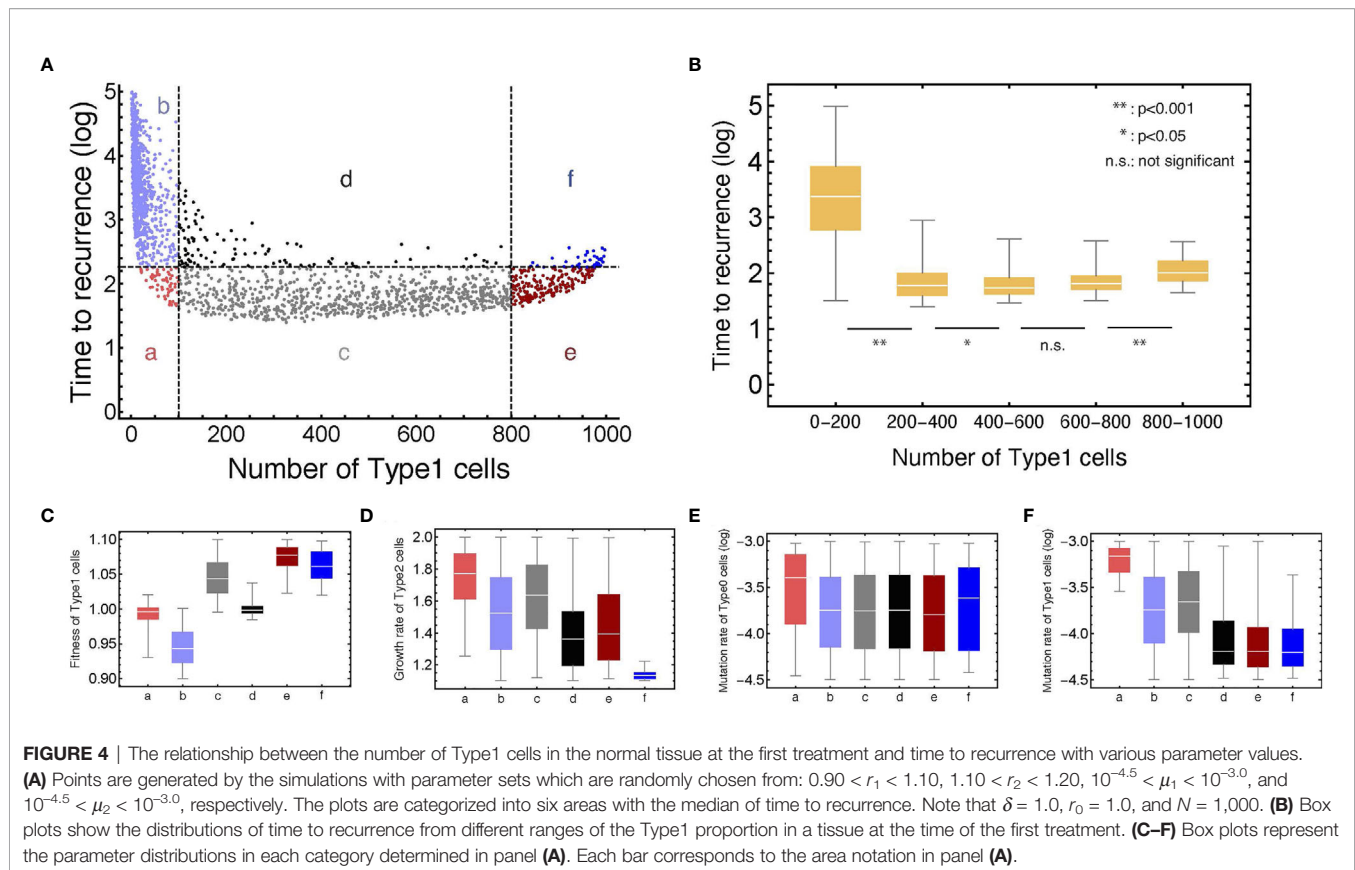 A
Time to recurrence (log)
5
4
3
2
1
0
b
d
f
a
c
e
0 200 400 600 800 1000
Number of Type1 cells
B
Time to recurrence (log)
5
4
3
2
1
0
** : p<0.001
* : p<0.05
n.s.: not significant
** * n.s. **
0−200 200−400 400−600 600−800 800−1000
Number of Type1 cells
C
Fitness of Type1 cells
1.10
1.05
1.00
0.95
0.90
a b c d e f
D
Growth rate of Type2 cells
2.0
1.8
1.6
1.4
1.2
a b c d e f
E
Mutation rate of Type0 cells (log)
−3.0
−3.5
−4.0
−4.5
a b c d e f
F
Mutation rate of Type1 cells (log)
−3.0
−3.5
−4.0
−4.5
a b c d e f
FIGURE 4 | The relationship between the number of Type1 cells in the normal tissue at the first treatment and time to recurrence with various parameter values.
(A) Points are generated by the simulations with parameter sets which are randomly chosen from: 0.90 < r₁ < 1.10, 1.10 < r₂ < 1.20, 10⁻⁴·⁵ < μ₁ < 10⁻³·⁰, and
10⁻⁴·⁵ < μ₂ < 10⁻³·⁰, respectively. The plots are categorized into six areas with the median of time to recurrence. Note that δ = 1.0, r₀ = 1.0, and N = 1,000. (B) Box
plots show the distributions of time to recurrence from different ranges of the Type1 proportion in a tissue at the time of the first treatment. (C–F) Box plots represent
the parameter distributions in each category determined in panel (A). Each bar corresponds to the area notation in panel (A).